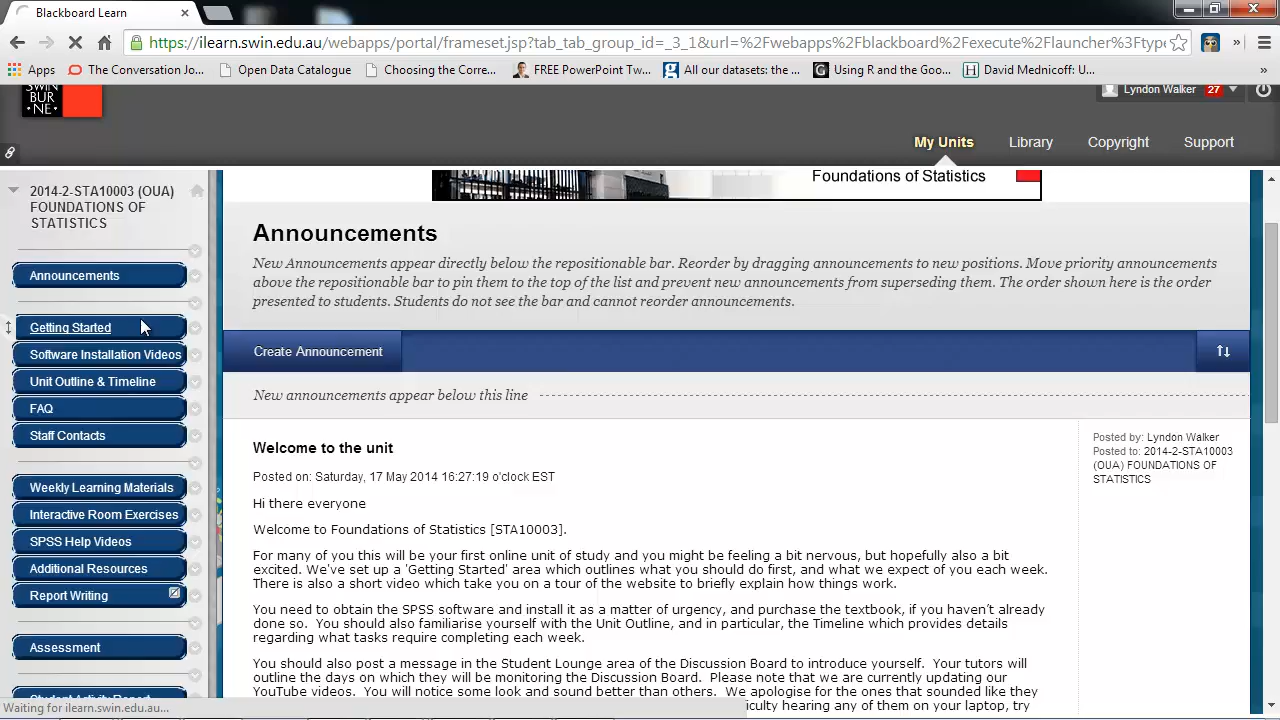 Blackboard Learn
https://ilearn.swin.edu.au/webapps/portal/frameset.jsp?tab_tab_group_id=_3_1&url=%2Fwebapps%2Fblackboard%2Fexecute%2Flauncher%3Ftype
Apps The Conversation Jo... Open Data Catalogue Choosing the Corre... FREE PowerPoint Tw... All our datasets: the ... Using R and the Goo... David Mednicoff: U...
SWIN
BUR
NE
Lyndon Walker 27
My Units Library Copyright Support
2014-2-STA10003 (OUA)
FOUNDATIONS OF
STATISTICS
Announcements
Getting Started
Software Installation Videos
Unit Outline & Timeline
FAQ
Staff Contacts
Weekly Learning Materials
Interactive Room Exercises
SPSS Help Videos
Additional Resources
Report Writing
Assessment
Student Activity Report
Waiting for ilearn.swin.edu.au...
Foundations of Statistics
Announcements
New Announcements appear directly below the repositionable bar. Reorder by dragging announcements to new positions. Move priority announcements
above the repositionable bar to pin them to the top of the list and prevent new announcements from superseding them. The order shown here is the order
presented to students. Students do not see the bar and cannot reorder announcements.
Create Announcement
New announcements appear below this line
Welcome to the unit
Posted on: Saturday, 17 May 2014 16:27:19 o'clock EST
Hi there everyone
Welcome to Foundations of Statistics [STA10003].
For many of you this will be your first online unit of study and you might be feeling a bit nervous, but hopefully also a bit
excited. We've set up a 'Getting Started' area which outlines what you should do first, and what we expect of you each week.
There is also a short video which take you on a tour of the website to briefly explain how things work.
You need to obtain the SPSS software and install it as a matter of urgency, and purchase the textbook, if you haven't already
done so. You should also familiarise yourself with the Unit Outline, and in particular, the Timeline which provides details
regarding what tasks require completing each week.
You should also post a message in the Student Lounge area of the Discussion Board to introduce yourself. Your tutors will
outline the days on which they will be monitoring the Discussion Board. Please note that we are currently updating our
YouTube videos. You will notice some look and sound better than others. We apologise for the ones that sounded like they
iculty hearing any of them on your laptop, try
Posted by: Lyndon Walker
Posted to: 2014-2-STA10003
(OUA) FOUNDATIONS OF
STATISTICS